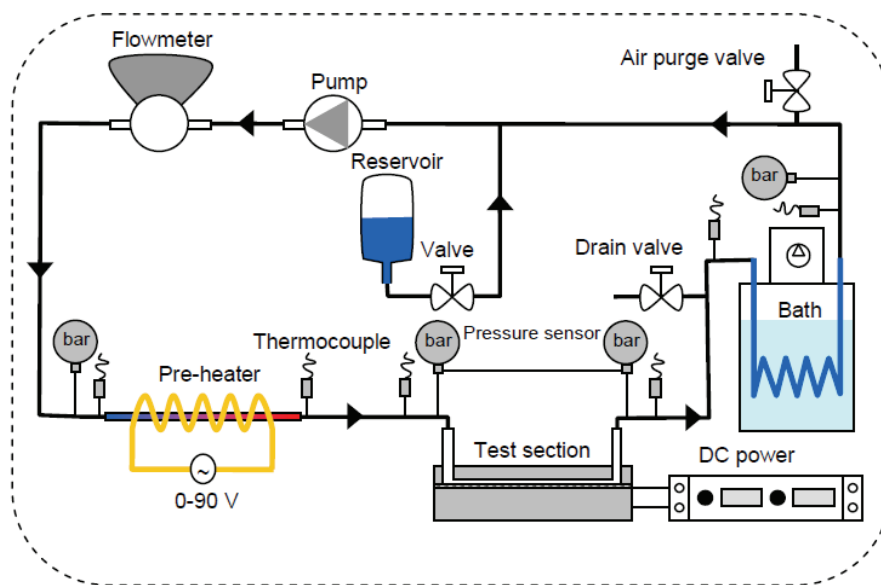 Flowmeter
Pump
Air purge valve
Reservoir
bar
Valve
Drain valve
Bath
bar
Thermocouple
bar
Pressure sensor
bar
Pre-heater
Test section
DC power
~
0-90 V